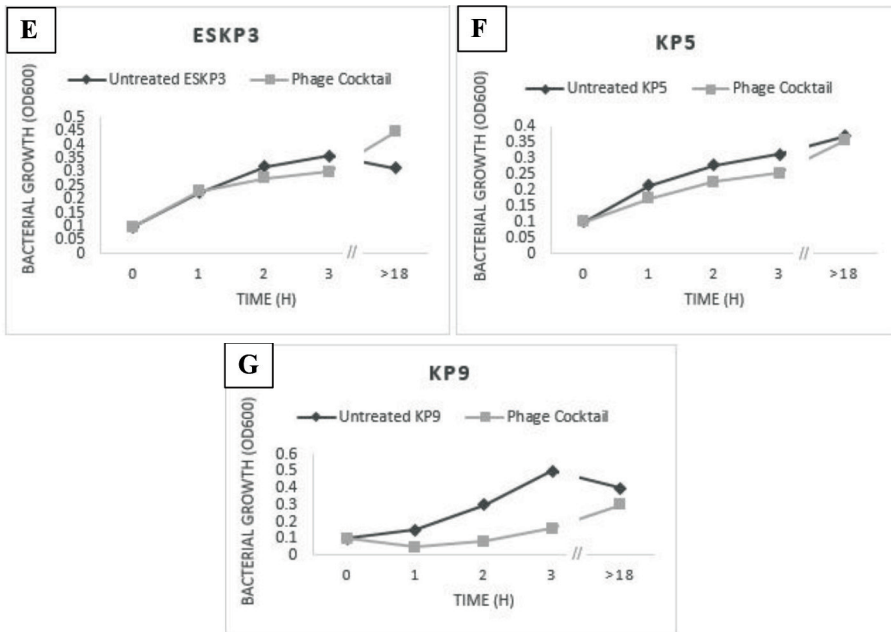 E
ESKP3
Untreated ESKP3
Phage Cocktail
BACTERIAL GROWTH (OD600)
0.5
0.45
0.4
0.35
0.3
0.25
0.2
0.15
0.1
0.05
0
0 1 2 3 // >18
TIME (H)
F
KP5
Untreated KP5
Phage Cocktail
BACTERIAL GROWTH (OD600)
0.4
0.35
0.3
0.25
0.2
0.15
0.1
0.05
0
0 1 2 3 // >18
TIME (H)
G
KP9
Untreated KP9
Phage Cocktail
BACTERIAL GROWTH (OD600)
0.6
0.5
0.4
0.3
0.2
0.1
0
0 1 2 3 // >18
TIME (H)